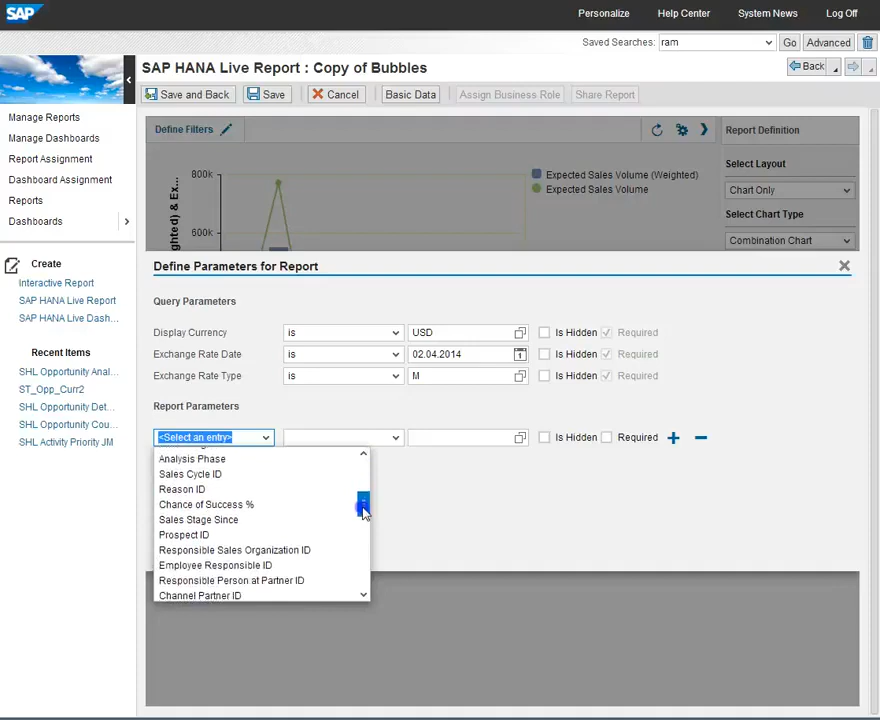 SAP
Personalize
Help Center
System News
Log Off
Saved Searches:
ram
Go
Advanced
SAP HANA Live Report : Copy of Bubbles
Back
Save and Back
Save
Cancel
Basic Data
Assign Business Role
Share Report
Manage Reports
Manage Dashboards
Report Assignment
Dashboard Assignment
Reports
Dashboards
Create
Interactive Report
SAP HANA Live Report
SAP HANA Live Dash...
Recent Items
SHL Opportunity Anal...
ST_Opp_Curr2
SHL Opportunity Det...
SHL Opportunity Cou...
SHL Activity Priority JM
Define Filters
800k
600k
ghted) & Ex...
Expected Sales Volume (Weighted)
Expected Sales Volume
Report Definition
Select Layout
Chart Only
Select Chart Type
Combination Chart
Define Parameters for Report
Query Parameters
Display Currency is USD Is Hidden Required
Exchange Rate Date is 02.04.2014 Is Hidden Required
Exchange Rate Type is M Is Hidden Required
Report Parameters
<Select an entry> Is Hidden Required
Analysis Phase
Sales Cycle ID
Reason ID
Chance of Success %
Sales Stage Since
Prospect ID
Responsible Sales Organization ID
Employee Responsible ID
Responsible Person at Partner ID
Channel Partner ID